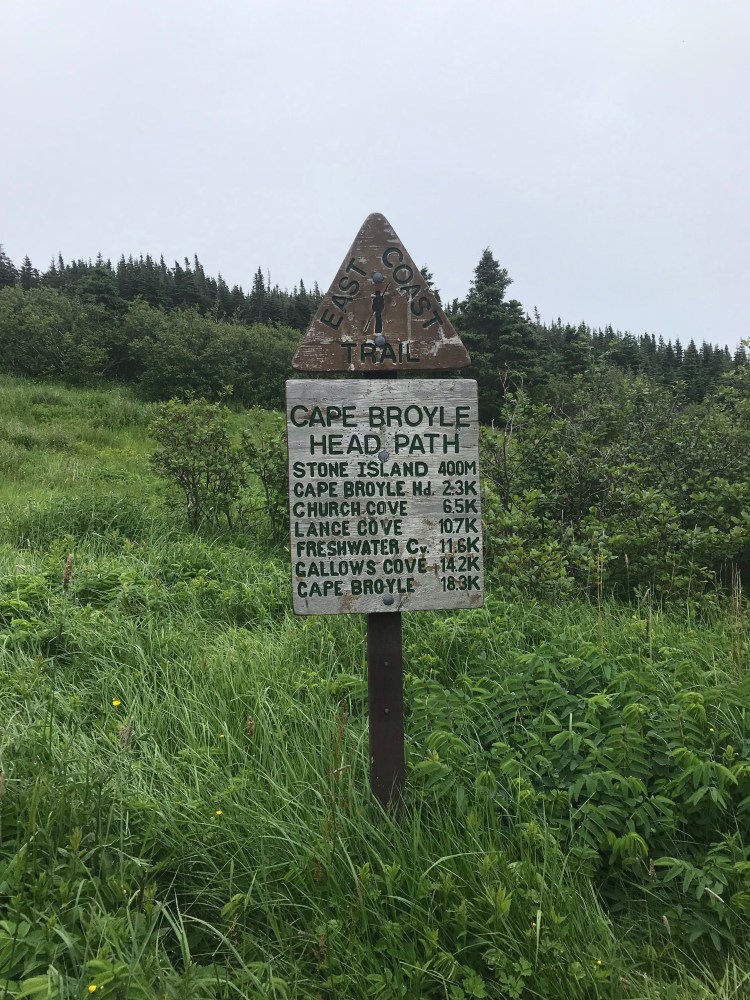 EAST COAST
TRAIL
CAPE BROYLE
HEAD PATH
STONE ISLAND 400M
CAPE BROYLE Hd. 2.3K
CHURCH COVE 6.5K
LANCE COVE 10.7K
FRESHWATER Cv. 11.6K
GALLOWS COVE 14.2K
CAPE BROYLE 18.3K